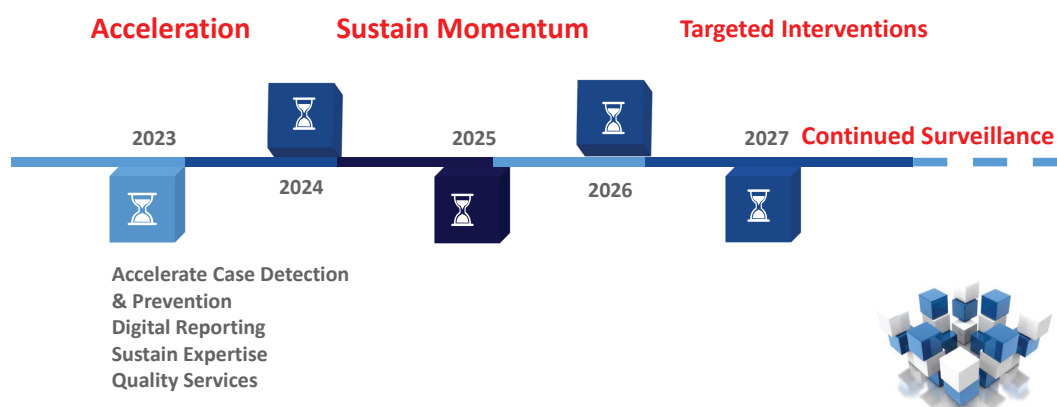 Acceleration
Sustain Momentum
Targeted Interventions
2023
2024
2025
2026
2027
Continued Surveillance
Accelerate Case Detection
& Prevention
Digital Reporting
Sustain Expertise
Quality Services